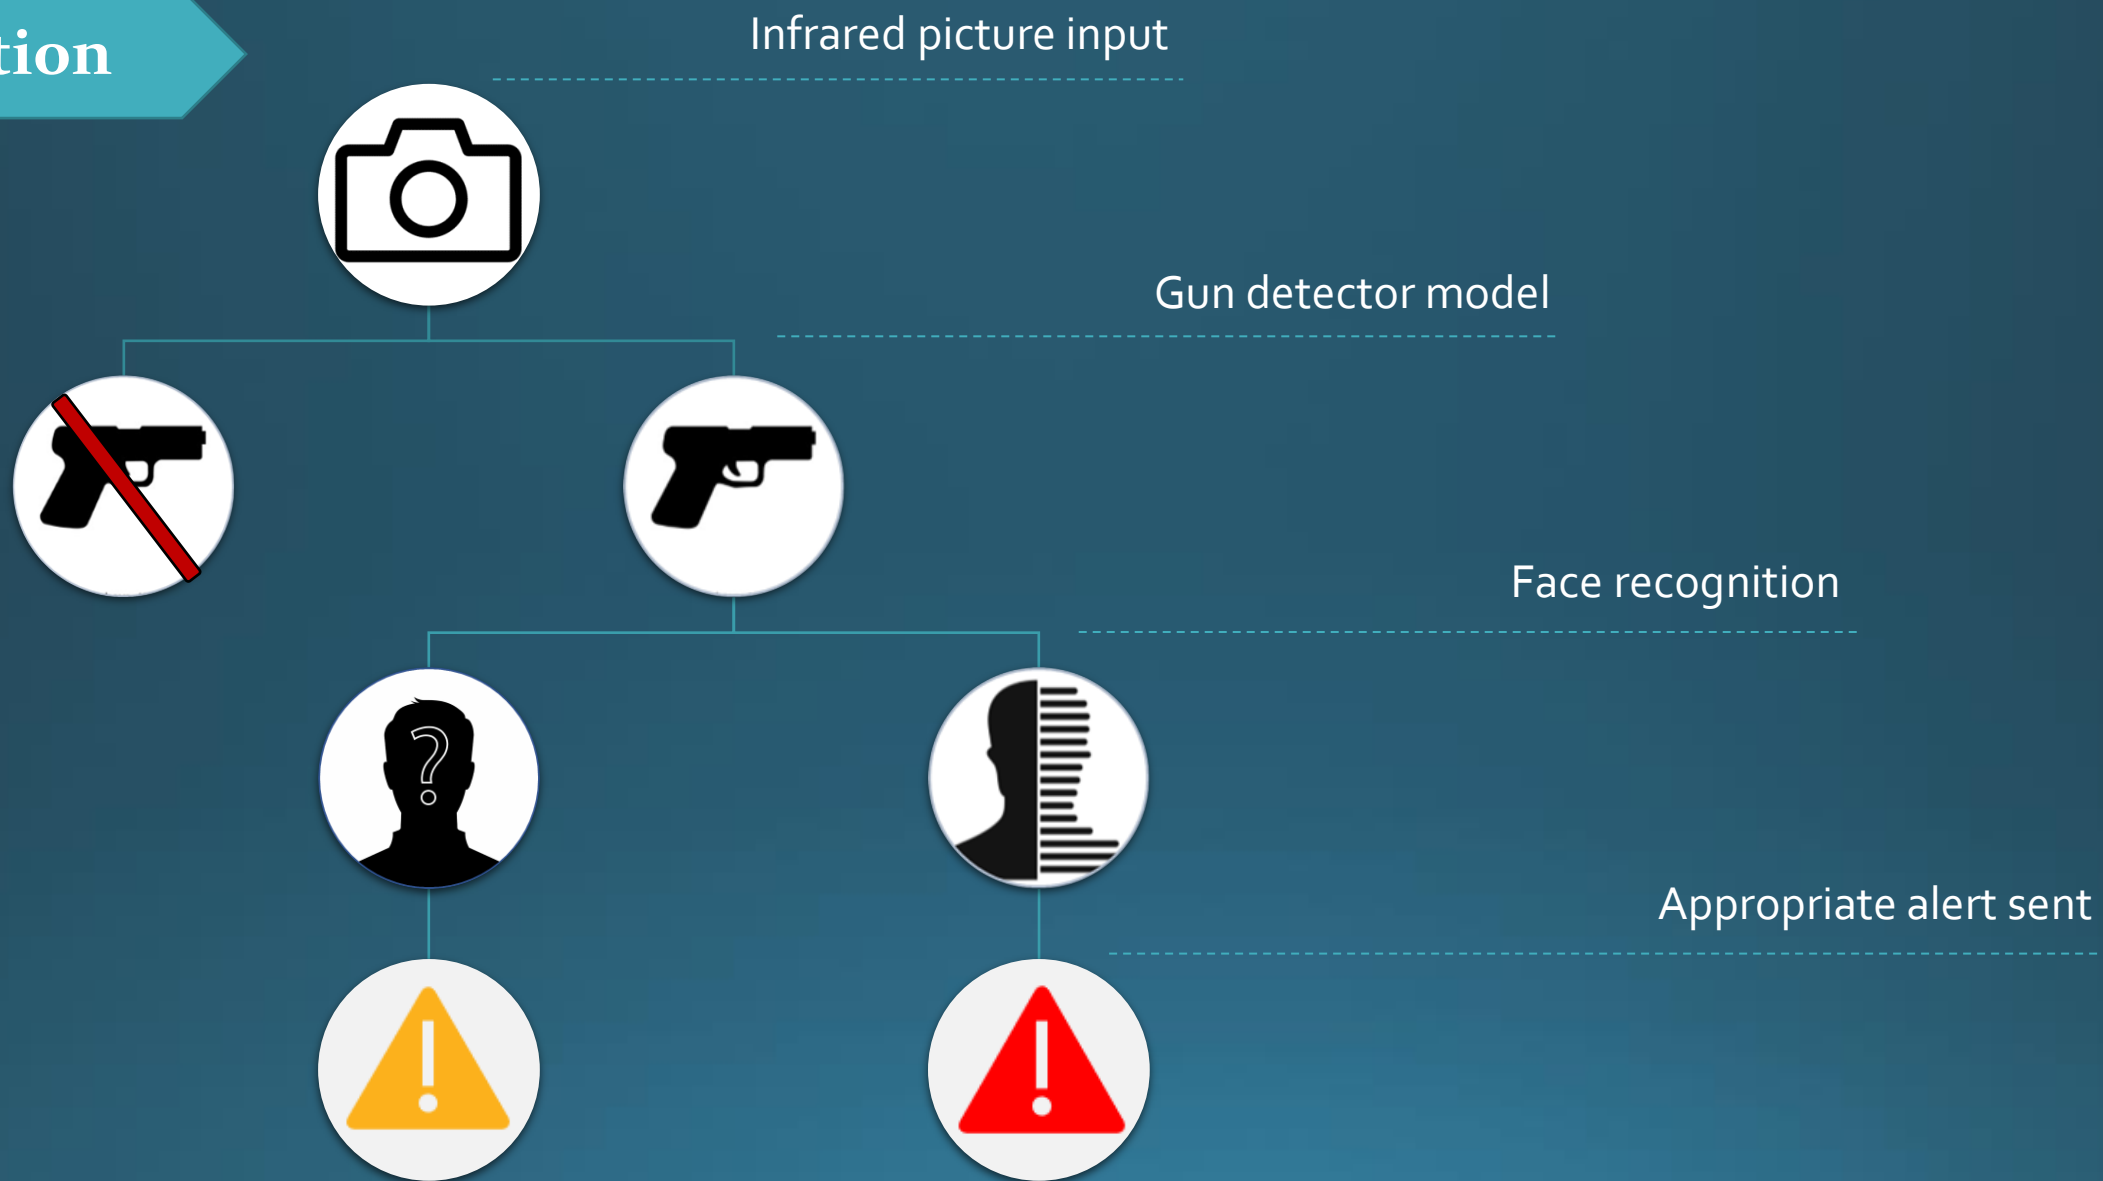 tion
Infrared picture input
Gun detector model
?
Face recognition
Appropriate alert sent